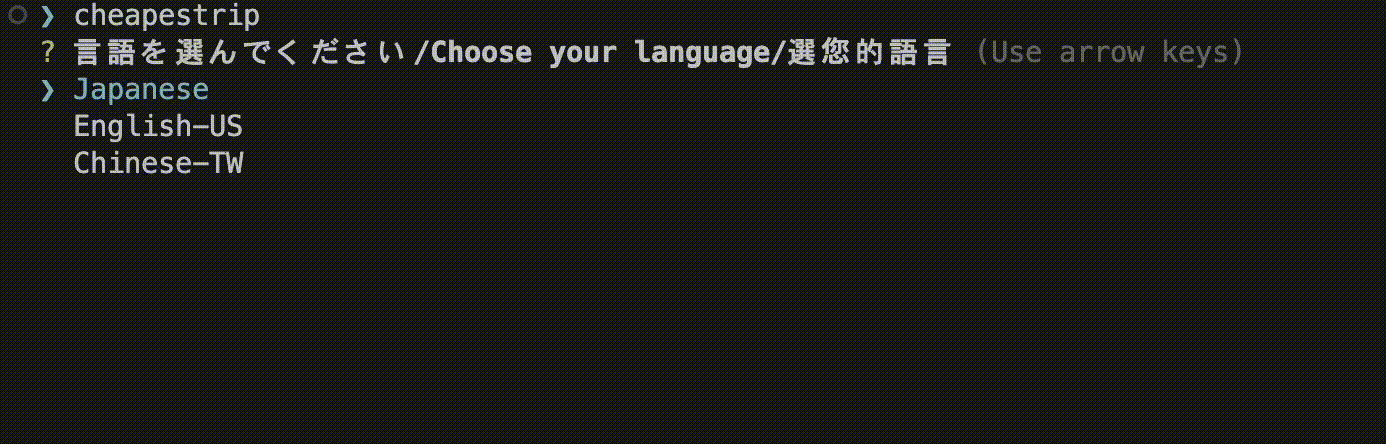 ❯ cheapestrip
? 言語を選んでください/Choose your language/選您的語言 (Use arrow keys)
❯ Japanese
English-US
Chinese-TW